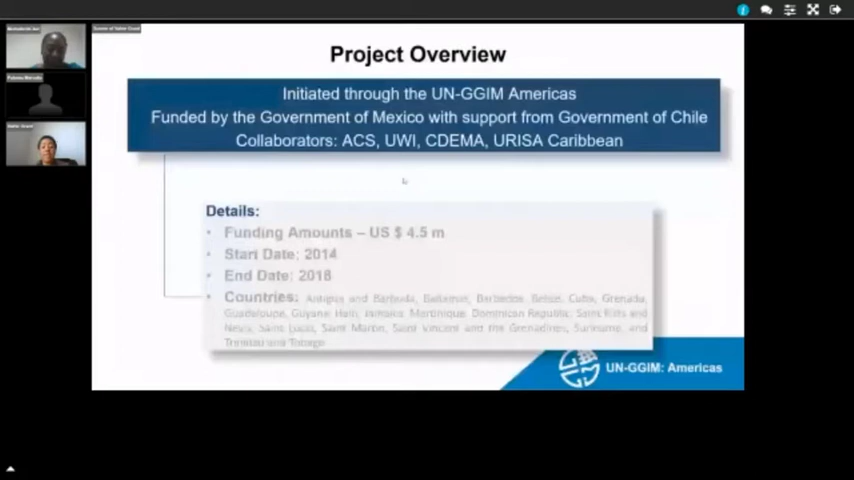 Project Overview
Initiated through the UN-GGIM Americas
Funded by the Government of Mexico with support from Government of Chile
Collaborators: ACS, UWI, CDEMA, URISA Caribbean
Details:
• Funding Amounts – US $ 4.5 m
• Start Date: 2014
• End Date: 2018
• Countries: Antigua and Barbuda, Bahamas, Barbados, Belize, Cuba, Grenada,
Guadeloupe, Guyana, Haiti, Jamaica, Martinique, Dominican Republic, Saint Kitts and
Nevis, Saint Lucia, Saint Martin, Saint Vincent and the Grenadines, Suriname, and
Trinidad and Tobago
UN-GGIM: Americas